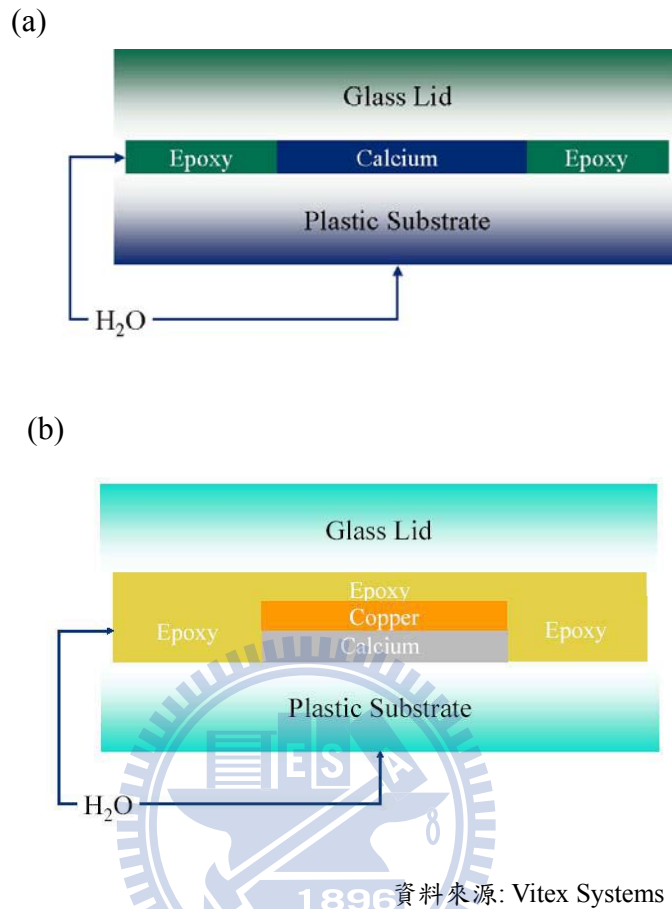 (a)
Glass Lid
Epoxy Calcium Epoxy
Plastic Substrate
H₂O
(b)
Glass Lid
Epoxy
Copper
Epoxy Epoxy
Calcium
Plastic Substrate
E S A
H₂O
1896
資料來源: Vitex Systems